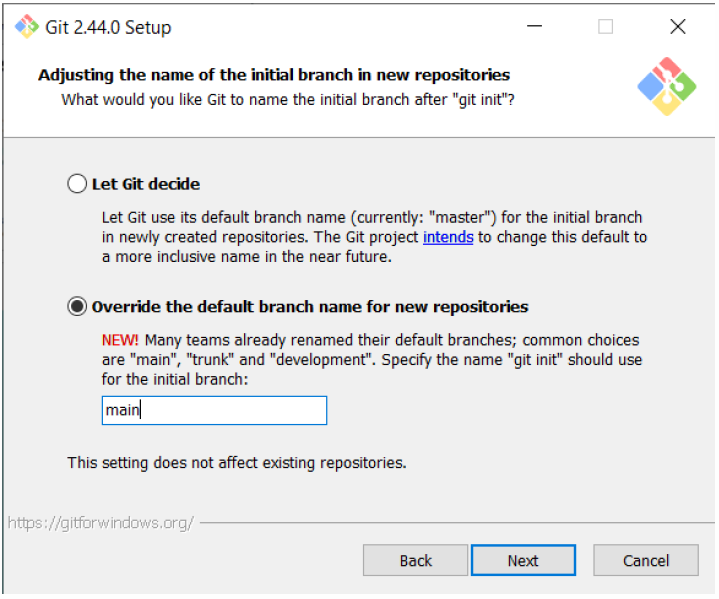 Git 2.44.0 Setup
Adjusting the name of the initial branch in new repositories
What would you like Git to name the initial branch after "git init"?
Let Git decide
Let Git use its default branch name (currently: "master") for the initial branch
in newly created repositories. The Git project intends to change this default to
a more inclusive name in the near future.
Override the default branch name for new repositories
NEW! Many teams already renamed their default branches; common choices
are "main", "trunk" and "development". Specify the name "git init" should use
for the initial branch:
main
This setting does not affect existing repositories.
https://gitforwindows.org/
Back Next Cancel